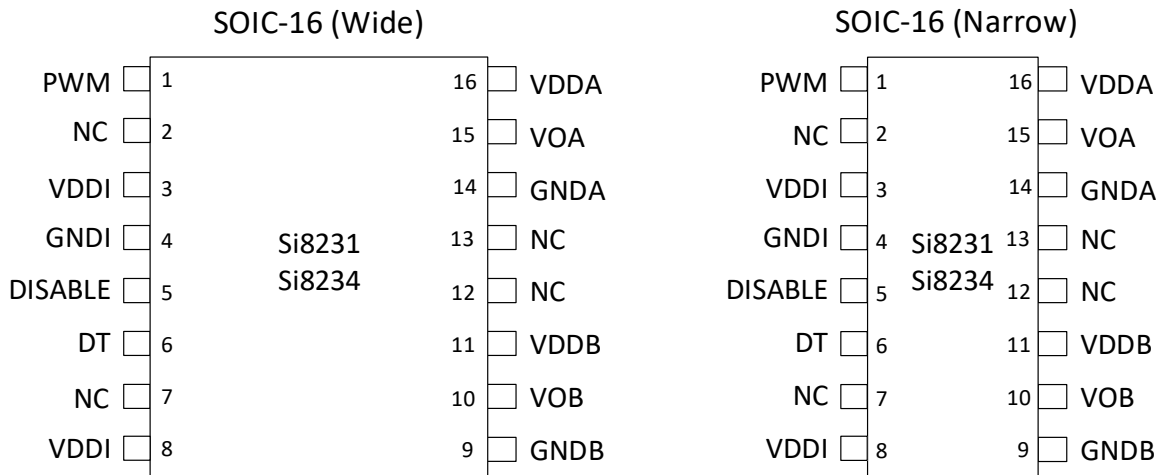 SOIC-16 (Wide)
PWM 1 16 VDDA
NC 2 15 VOA
VDDI 3 14 GNDA
GNDI 4 13 NC
Si8231
Si8234
DISABLE 5 12 NC
DT 6 11 VDDB
NC 7 10 VOB
VDDI 8 9 GNDB
SOIC-16 (Narrow)
PWM 1 16 VDDA
NC 2 15 VOA
VDDI 3 14 GNDA
GNDI 4 13 NC
Si8231
Si8234
DISABLE 5 12 NC
DT 6 11 VDDB
NC 7 10 VOB
VDDI 8 9 GNDB